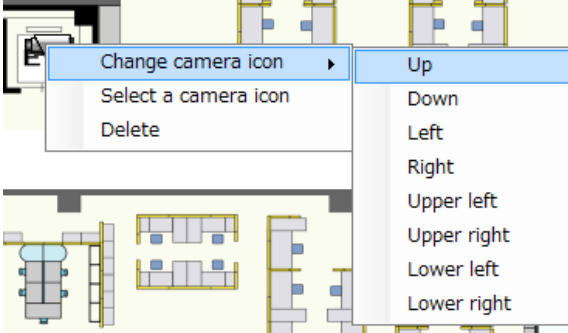 Change camera icon
Select a camera icon
Delete
Up
Down
Left
Right
Upper left
Upper right
Lower left
Lower right